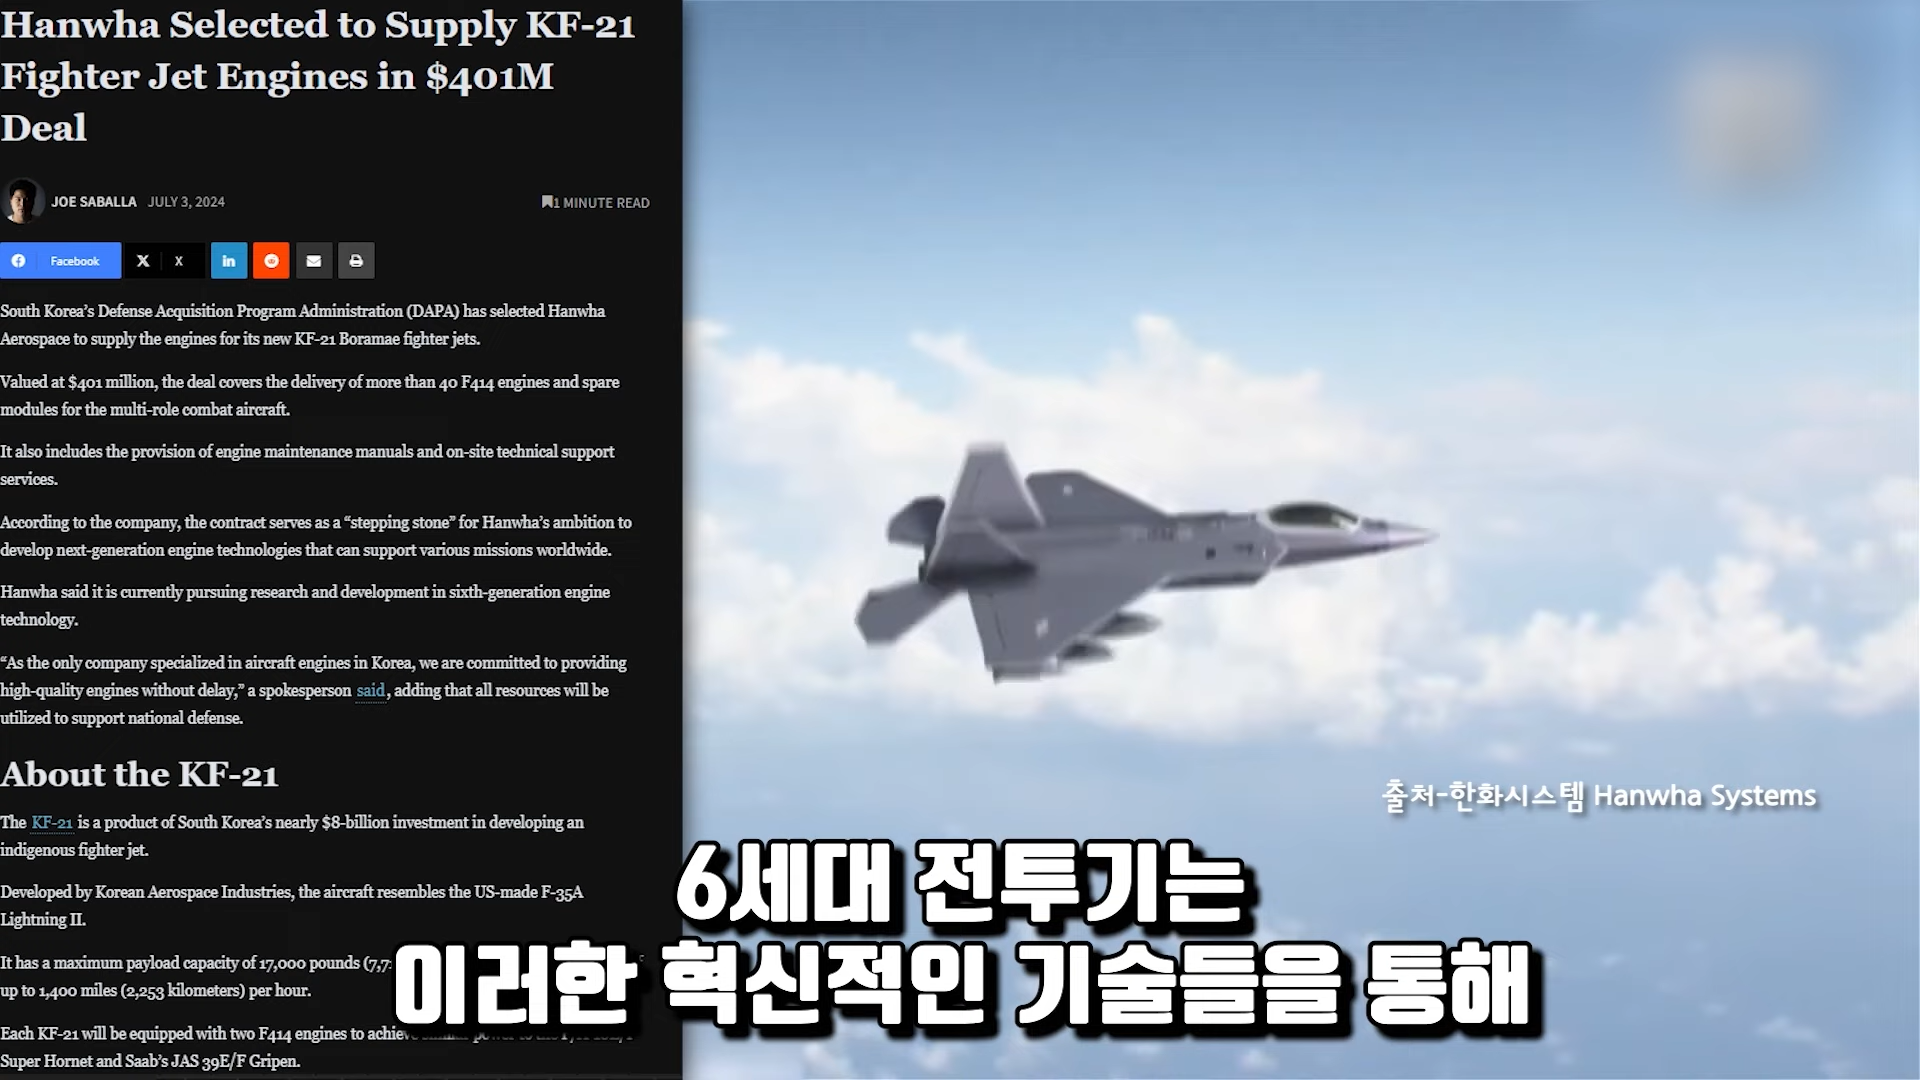 Hanwha Selected to Supply KF-21
Fighter Jet Engines in $401M
Deal
JOE SABALLA JULY 3, 2024
1 MINUTE READ
Facebook
X
South Korea's Defense Acquisition Program Administration (DAPA) has selected Hanwha
Aerospace to supply the engines for its new KF-21 Boramae fighter jets.
Valued at $401 million, the deal covers the delivery of more than 40 F414 engines and spare
modules for the multi-role combat aircraft.
It also includes the provision of engine maintenance manuals and on-site technical support
services.
According to the company, the contract serves as a “stepping stone” for Hanwha's ambition to
develop next-generation engine technologies that can support various missions worldwide.
Hanwha said it is currently pursuing research and development in sixth-generation engine
technology.
“As the only company specialized in aircraft engines in Korea, we are committed to providing
high-quality engines without delay,” a spokesperson said, adding that all resources will be
utilized to support national defense.
About the KF-21
The KF-21 is a product of South Korea's nearly $8-billion investment in developing an
indigenous fighter jet.
Developed by Korean Aerospace Industries, the aircraft resembles the US-made F-35A
Lightning II.
It has a maximum payload capacity of 17,000 pounds
up to 1,400 miles (2,253 kilometers) per hour.
Each KF-21 will be equipped with two F414 engines to
Super Hornet and Saab's JAS 39E/F Gripen.
출처-한화시스템 Hanwha Systems
6세대 전투기는
이러한 혁신적인 기술들을 통해